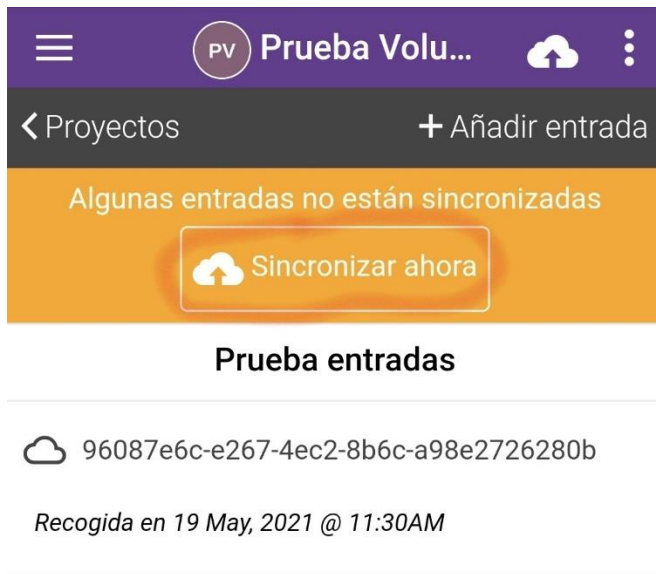 PV Prueba Volu...
Proyectos + Añadir entrada
Algunas entradas no están sincronizadas
Sincronizar ahora
Prueba entradas
96087e6c-e267-4ec2-8b6c-a98e2726280b
Recogida en 19 May, 2021 @ 11:30AM